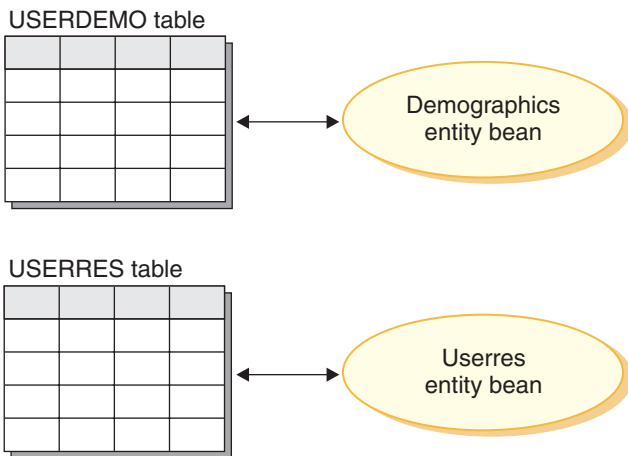 USERDEMO table
Demographics
entity bean
USERRES table
Userres
entity bean